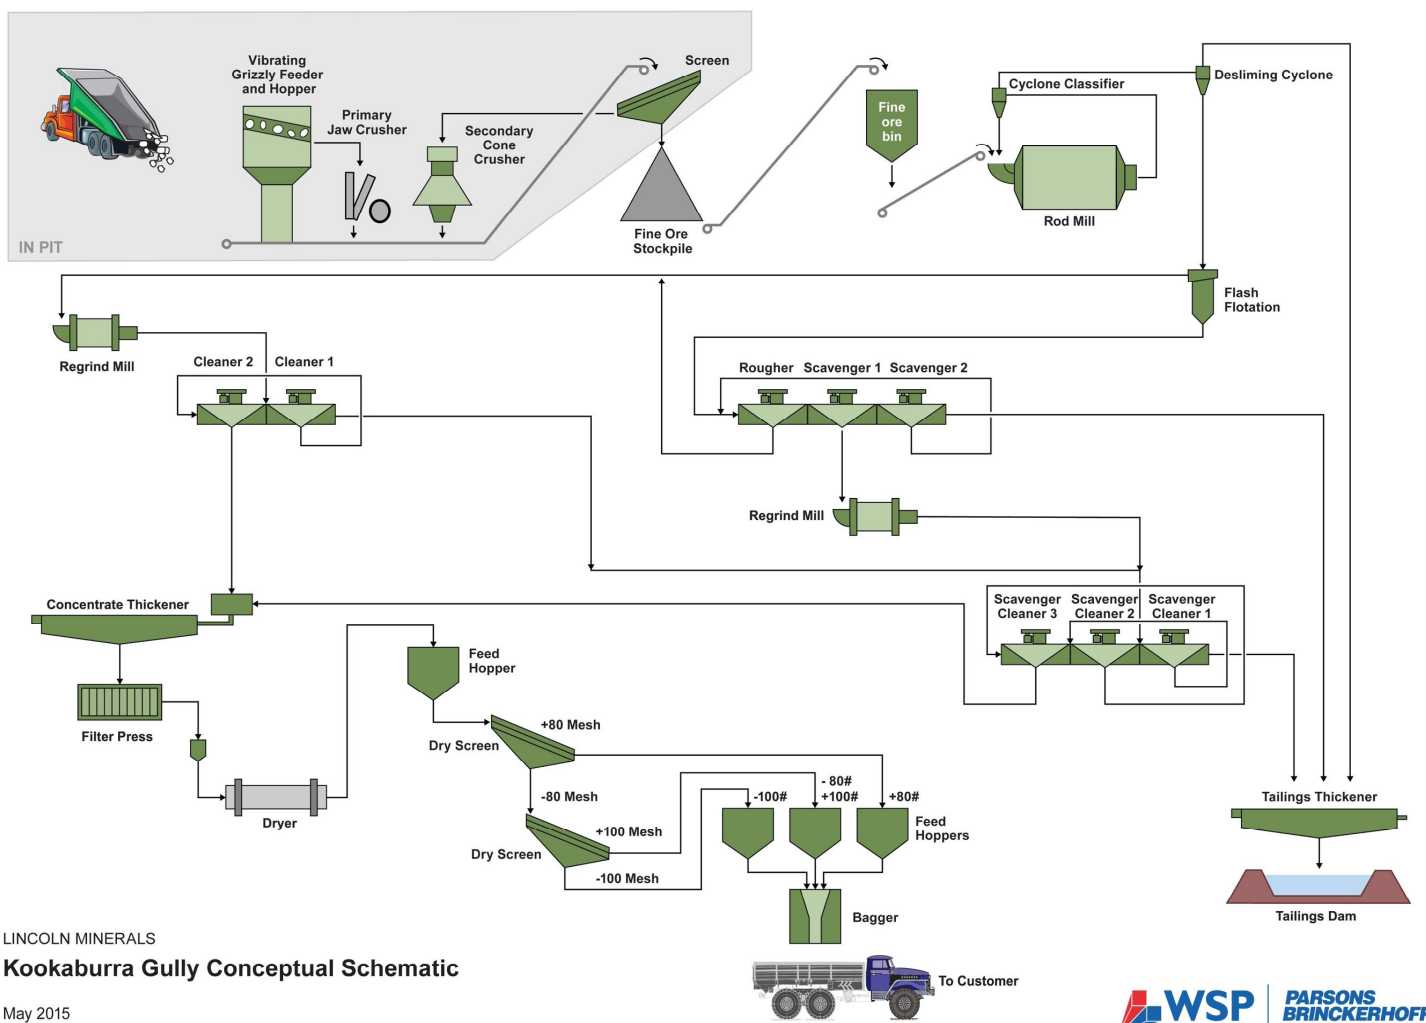 Vibrating
Grizzly Feeder
and Hopper
Primary
Jaw Crusher
Secondary
Cone
Crusher
Screen
IN PIT
Fine Ore
Stockpile
Fine
ore
bin
Cyclone Classifier
Desliming Cyclone
Rod Mill
Flash
Flotation
Regrind Mill
Cleaner 2
Cleaner 1
Rougher
Scavenger 1
Scavenger 2
Regrind Mill
Concentrate Thickener
Scavenger
Cleaner 3
Scavenger
Cleaner 2
Scavenger
Cleaner 1
Filter Press
Feed
Hopper
Dry Screen
+80 Mesh
-80 Mesh
Dryer
Dry Screen
+100 Mesh
-100 Mesh
-100#
- 80#
+100#
+80#
Feed
Hoppers
Bagger
Tailings Thickener
Tailings Dam
To Customer
LINCOLN MINERALS
Kookaburra Gully Conceptual Schematic
May 2015
WSP
PARSONS
BRINCKERHOFF